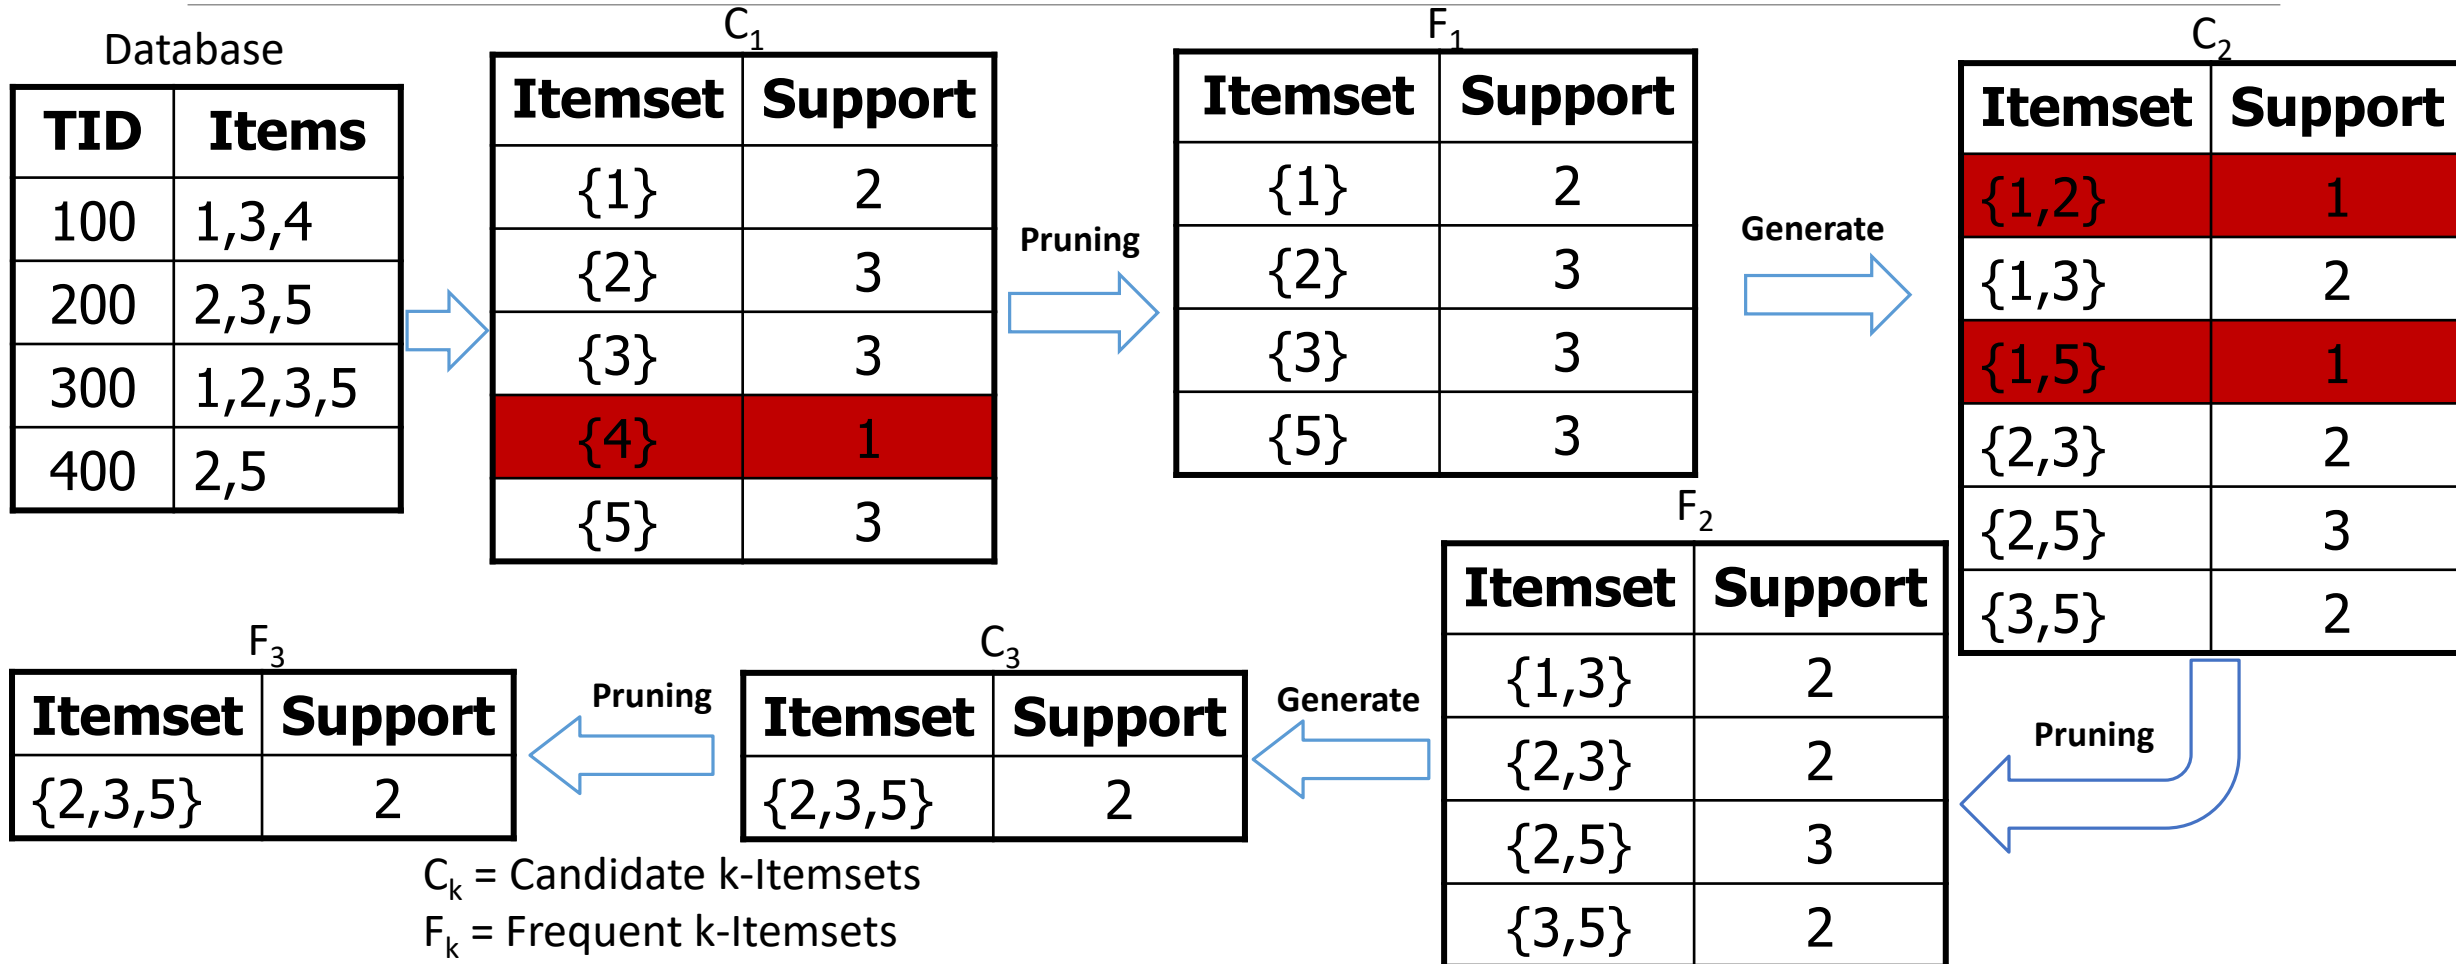 Database
TID Items
100 1,3,4
200 2,3,5
300 1,2,3,5
400 2,5
C1
Itemset Support
{1} 2
{2} 3
{3} 3
{4} 1
{5} 3
Pruning
F1
Itemset Support
{1} 2
{2} 3
{3} 3
{5} 3
Generate
C2
Itemset Support
{1,2} 1
{1,3} 2
{1,5} 1
{2,3} 2
{2,5} 3
{3,5} 2
Pruning
F2
Itemset Support
{1,3} 2
{2,3} 2
{2,5} 3
{3,5} 2
Generate
C3
Itemset Support
{2,3,5} 2
Pruning
F3
Itemset Support
{2,3,5} 2
Ck = Candidate k-Itemsets
Fk = Frequent k-Itemsets